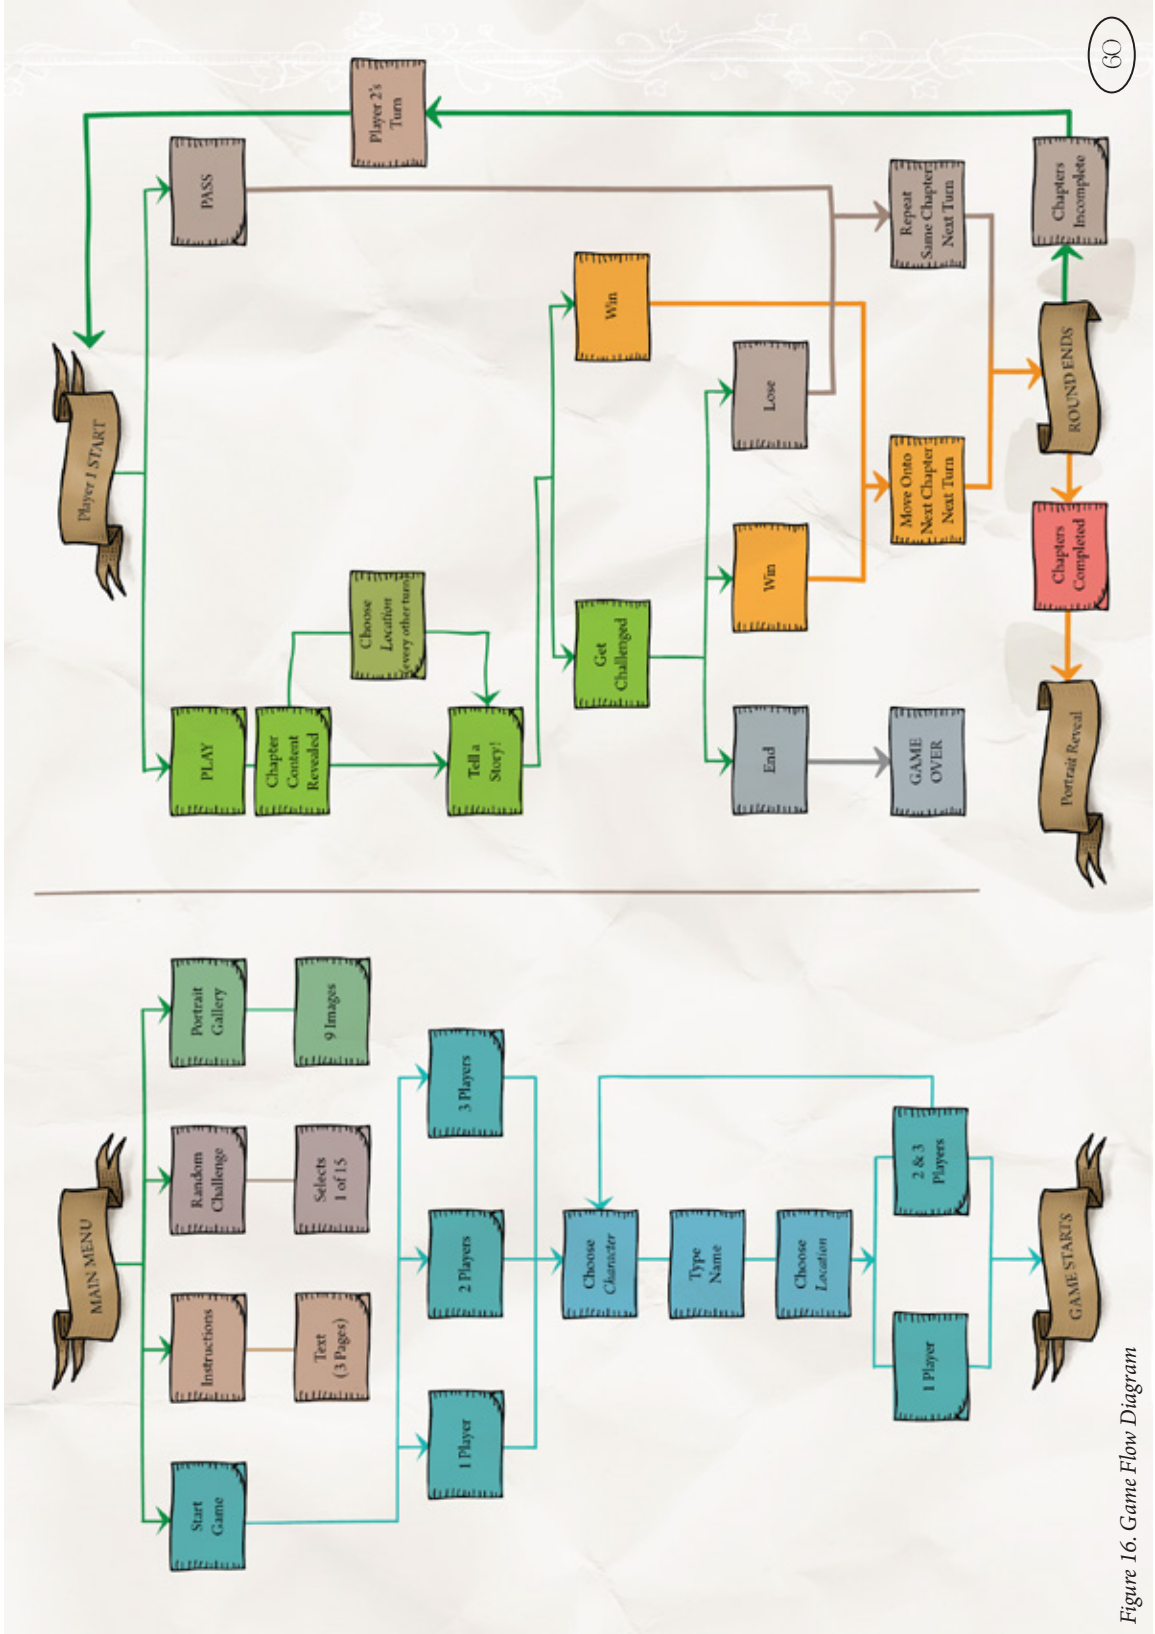 MAIN MENU
Start
Game
Instructions
Random
Challenge
Portrait
Gallery
Text
(3 Pages)
Selects
1 of 15
9 Images
1 Player
2 Players
3 Players
Choose
Character
Type
Name
Choose
Location
1 Player
2 & 3
Players
GAME STARTS
Player 1 START
PLAY
PASS
Chapter
Content
Revealed
Choose
Location
(every other turn)
Player 2's
Turn
Tell a
Story!
Get
Challenged
Win
End
Win
Lose
GAME
OVER
Move Onto
Next Chapter
Next Turn
Repeat
Same Chapter
Next Turn
Portrait Reveal
Chapters
Completed
ROUND ENDS
Chapters
Incomplete
Figure 16. Game Flow Diagram
60